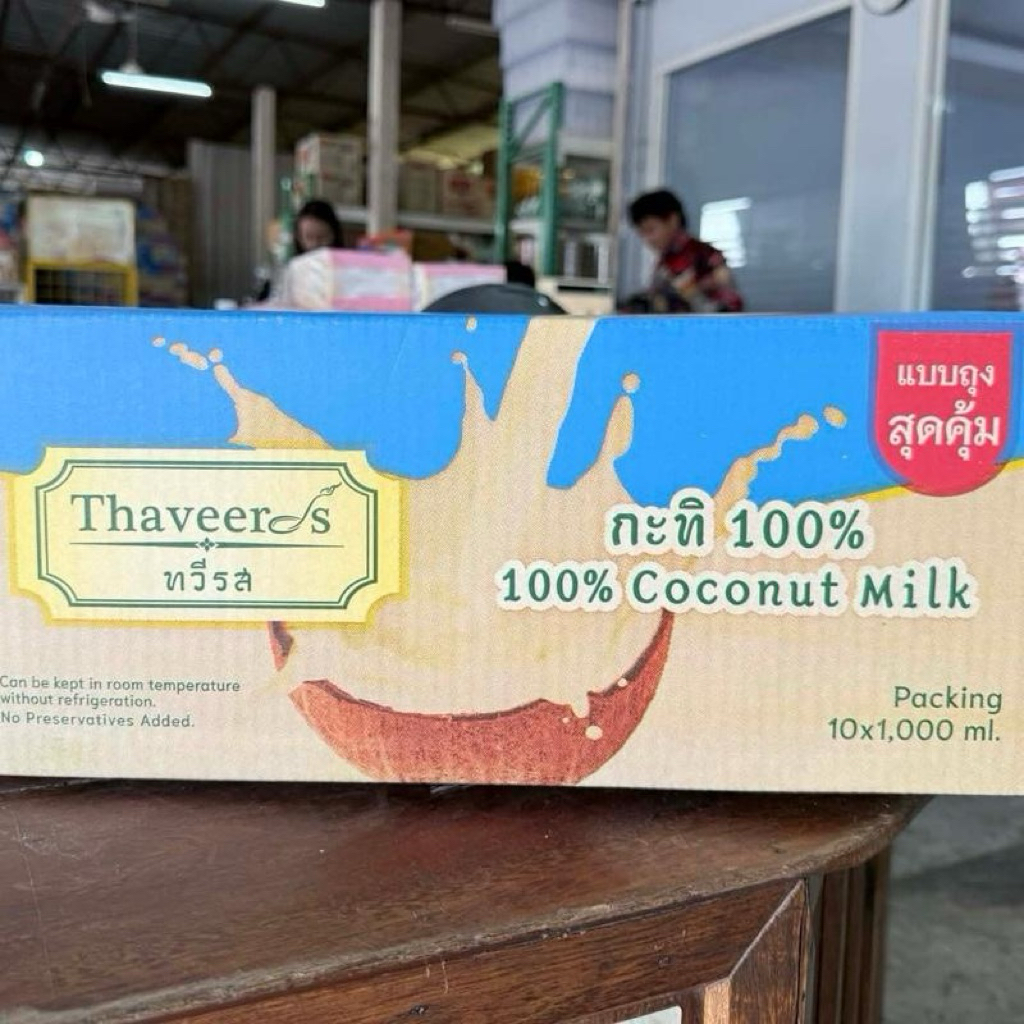 แบบถุง
สุดคุ้ม
Thaveeros
ทวีรส
กะทิ 100%
100% Coconut Milk
Can be kept in room temperature
without refrigeration.
No Preservatives Added.
Packing
10x1,000 ml.